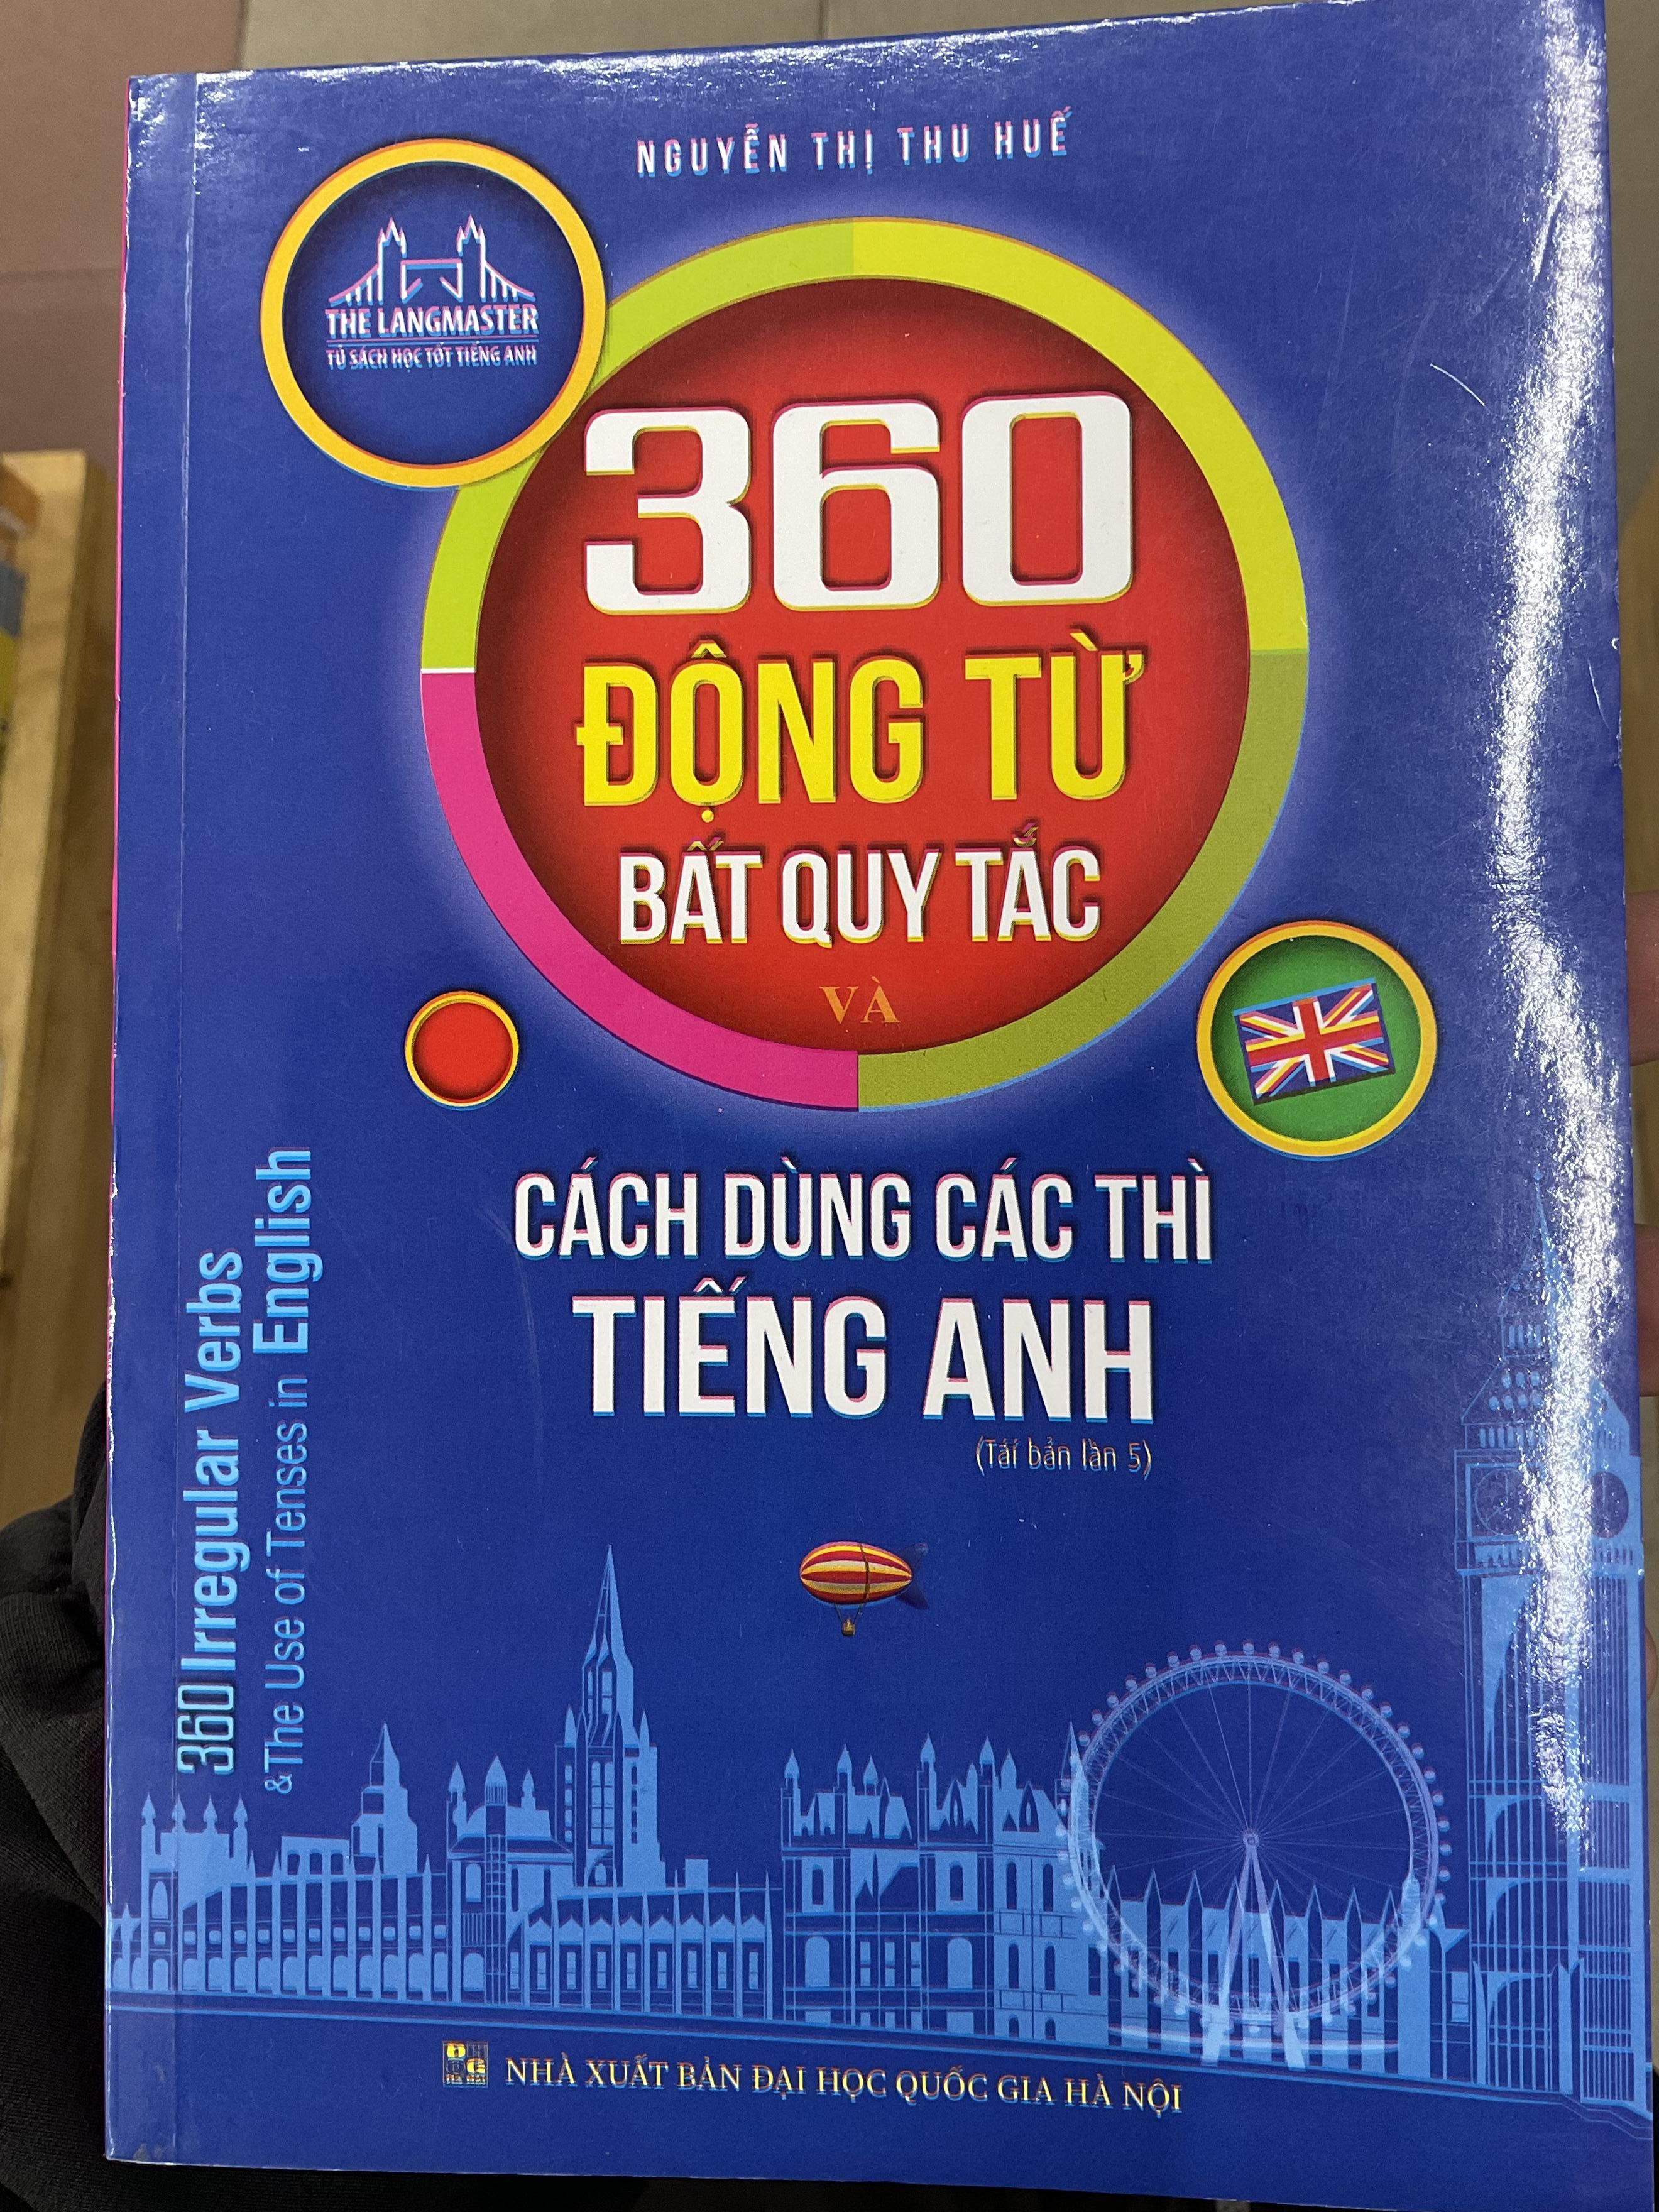 NGUYỄN THỊ THU HUẾ
THE LANGMASTER
TỦ SÁCH HỌC TỐT TIẾNG ANH
360
ĐỘNG TỪ
BẤT QUY TẮC
VÀ
CÁCH DÙNG CÁC THÌ
TIẾNG ANH
(Tái bản lần 5)
360 Irregular Verbs
& The Use of Tenses in English
NHÀ XUẤT BẢN ĐẠI HỌC QUỐC GIA HÀ NỘI